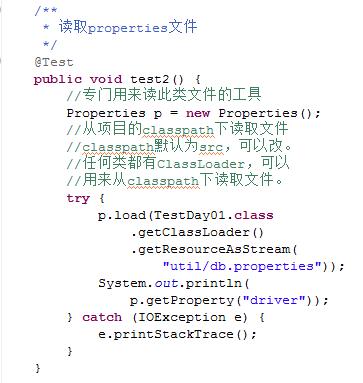 /**
 * 读取properties文件
 */
@Test
public void test2() {
    //专门用来读此类文件的工具
    Properties p = new Properties();
    //从项目的classpath下读取文件
    //classpath默认为src，可以改。
    //任何类都有ClassLoader，可以
    //用来从classpath下读取文件。
    try {
        p.load(TestDay01.class
            .getClassLoader()
            .getResourceAsStream(
                "util/db.properties"));
        System.out.println(
            p.getProperty("driver"));
    } catch (IOException e) {
        e.printStackTrace();
    }
}